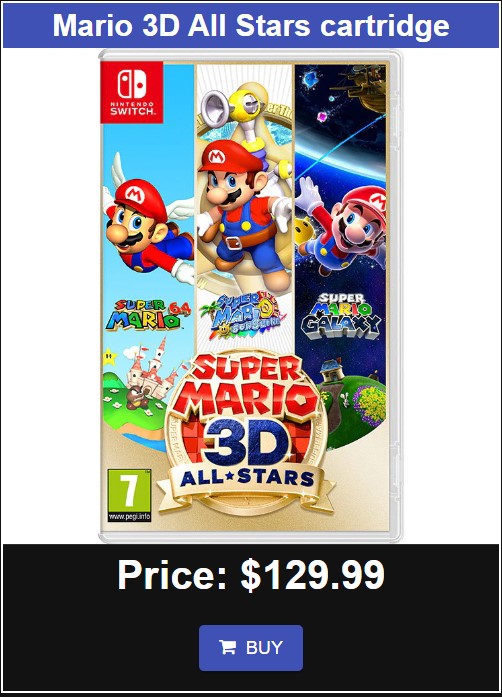 Mario 3D All Stars cartridge
NINTENDO
SWITCH
SUPER
MARIO 64
SUPER
MARIO
SUNSHINE
SUPER
MARIO
GALAXY
SUPER
MARIO
3D
ALL★STARS
7
www.pegi.info
Price: $129.99
BUY